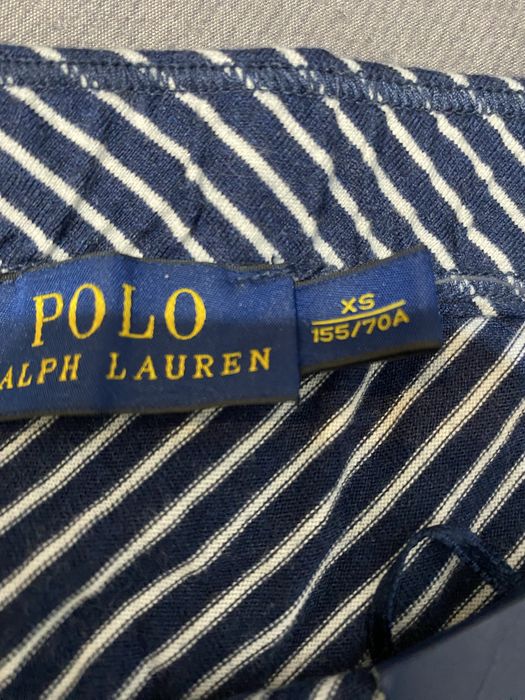 POLO
ALPH LAUREN
XS
155/70A